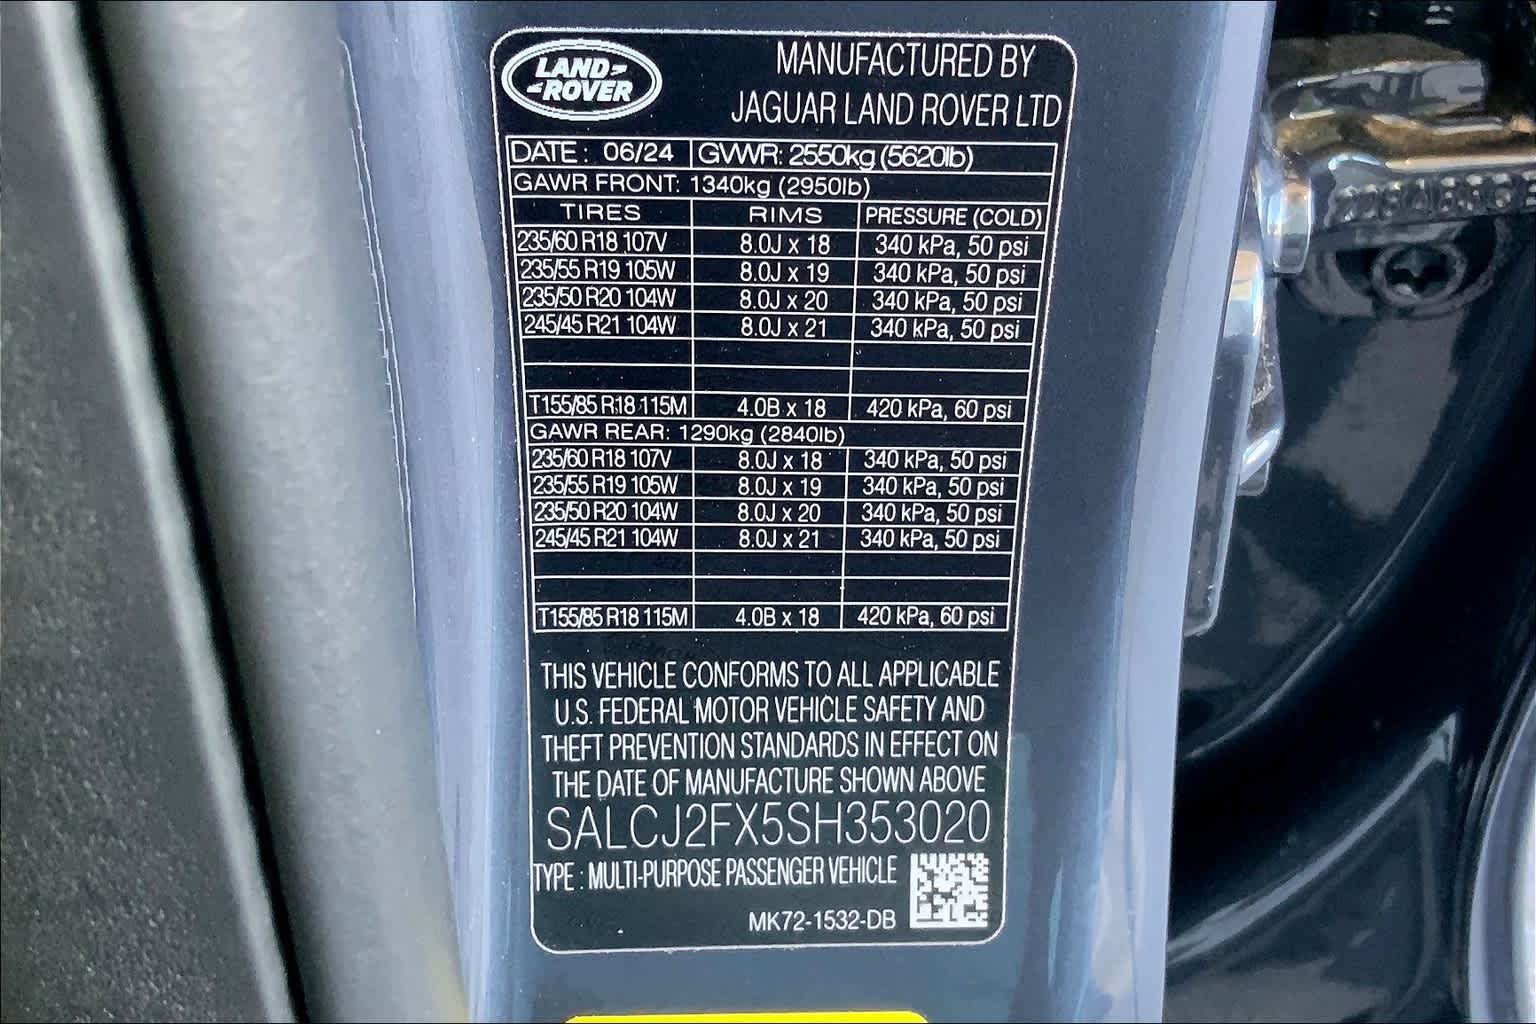 LAND
ROVER
MANUFACTURED BY
JAGUAR LAND ROVER LTD
DATE : 06/24 GVWR: 2550kg (5620lb)
GAWR FRONT: 1340kg (2950lb)
TIRES RIMS PRESSURE (COLD)
235/60 R18 107V 8.0J x 18 340 kPa, 50 psi
235/55 R19 105W 8.0J x 19 340 kPa, 50 psi
235/50 R20 104W 8.0J x 20 340 kPa, 50 psi
245/45 R21 104W 8.0J x 21 340 kPa, 50 psi
T155/85 R18 115M 4.0B x 18 420 kPa, 60 psi
GAWR REAR: 1290kg (2840lb)
235/60 R18 107V 8.0J x 18 340 kPa, 50 psi
235/55 R19 105W 8.0J x 19 340 kPa, 50 psi
235/50 R20 104W 8.0J x 20 340 kPa, 50 psi
245/45 R21 104W 8.0J x 21 340 kPa, 50 psi
T155/85 R18 115M 4.0B x 18 420 kPa, 60 psi
THIS VEHICLE CONFORMS TO ALL APPLICABLE
U.S. FEDERAL MOTOR VEHICLE SAFETY AND
THEFT PREVENTION STANDARDS IN EFFECT ON
THE DATE OF MANUFACTURE SHOWN ABOVE
SALCJ2FX5SH353020
TYPE : MULTI-PURPOSE PASSENGER VEHICLE
MK72-1532-DB